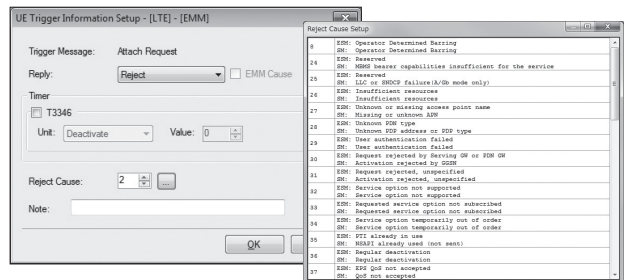 UE Trigger Information Setup - [LTE] - [EMM]
Trigger Message: Attach Request
Reply: Reject EMM Cause
Timer
T3346
Unit: Deactivate Value: 0
Reject Cause: 2 ...
Note:
OK
Reject Cause Setup
8 ESM: Operator Determined Barring
SM: Operator Determined Barring
24 ESM: Reserved
SM: MBMS bearer capabilities insufficient for the service
25 ESM: Reserved
SM: LLC or SNDCP failure(A/Gb mode only)
26 ESM: Insufficient resources
SM: Insufficient resources
27 ESM: Unknown or missing access point name
SM: Missing or unknown APN
28 ESM: Unknown PDN type
SM: Unknown PDP address or PDP type
29 ESM: User authentication failed
SM: User authentication failed
30 ESM: Request rejected by Serving GW or PDN GW
SM: Activation rejected by GGSN
31 ESM: Request rejected, unspecified
SM: Activation rejected, unspecified
32 ESM: Service option not supported
SM: Service option not supported
33 ESM: Requested service option not subscribed
SM: Requested service option not subscribed
34 ESM: Service option temporarily out of order
SM: Service option temporarily out of order
35 ESM: PTI already in use
SM: NSAPI already used (not sent)
36 ESM: Regular deactivation
SM: Regular deactivation
37 ESM: EPS QoS not accepted
SM: QoS not accepted